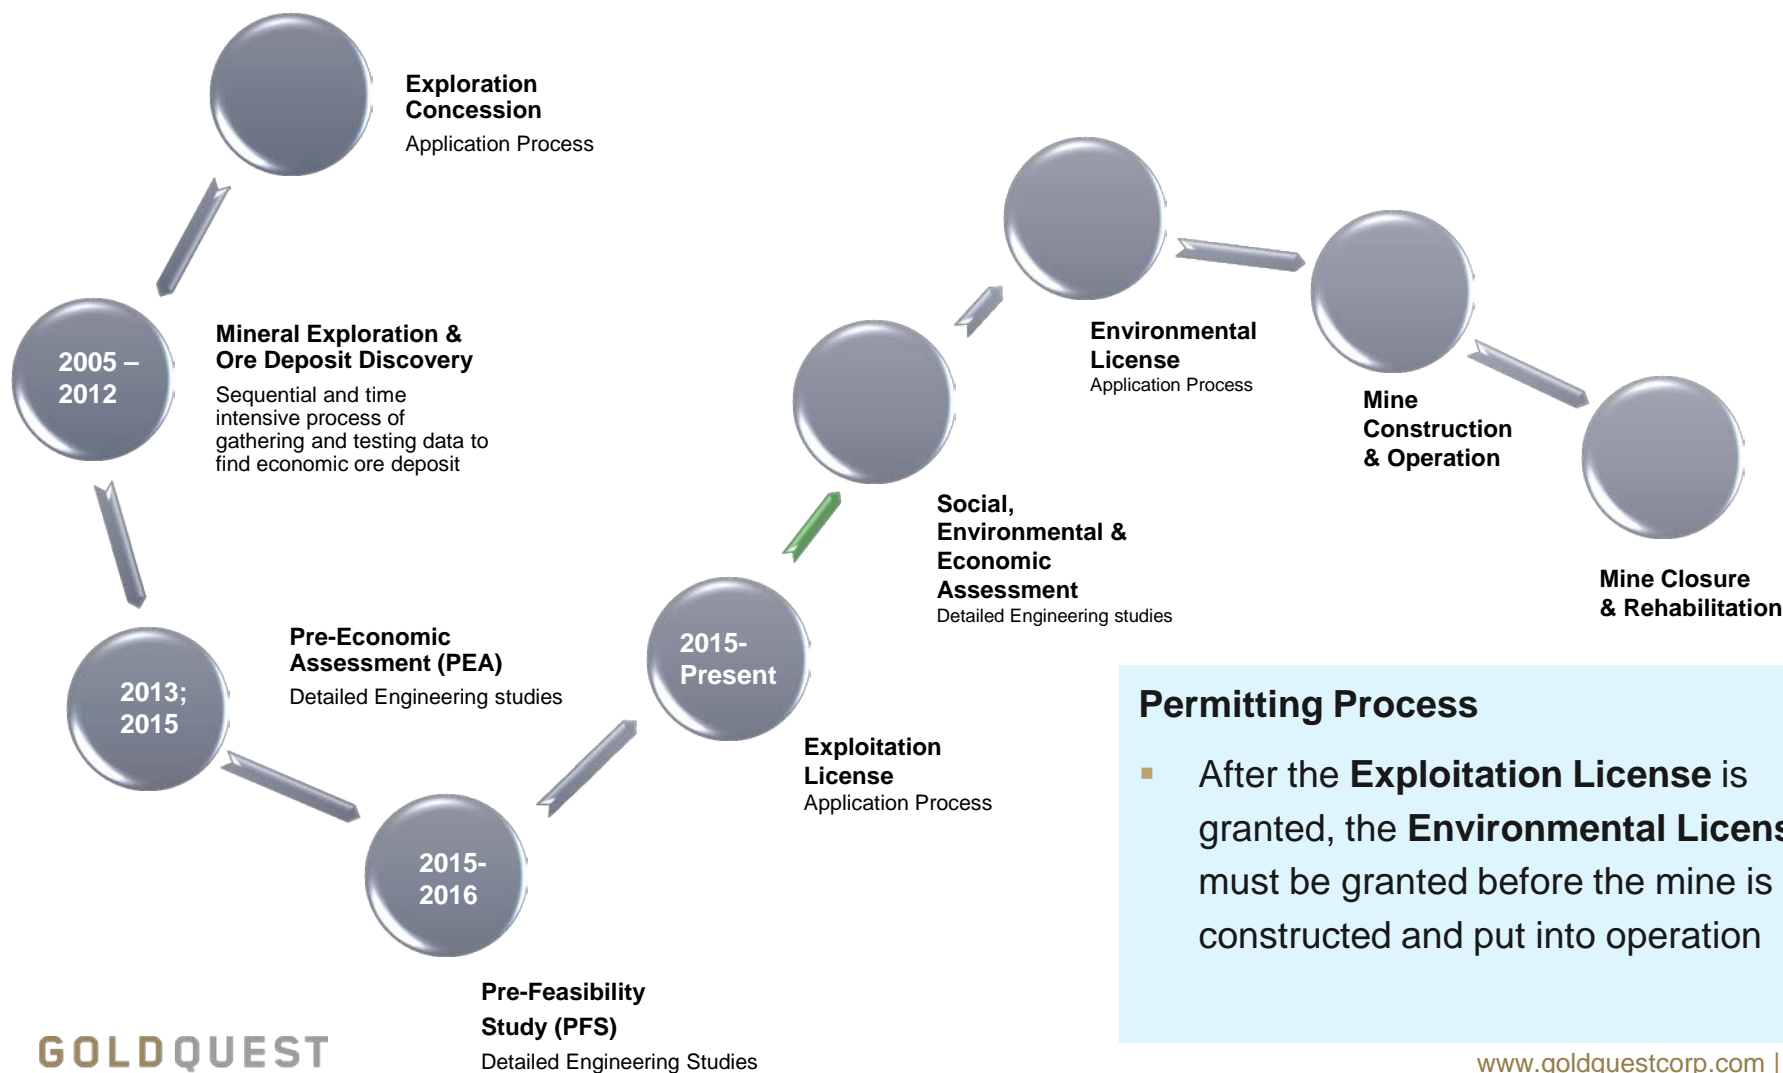 Exploration
Concession
Application Process
2005 –
2012
Mineral Exploration &
Ore Deposit Discovery
Sequential and time
intensive process of
gathering and testing data to
find economic ore deposit
2013;
2015
Pre-Economic
Assessment (PEA)
Detailed Engineering studies
2015-
2016
Pre-Feasibility
Study (PFS)
Detailed Engineering Studies
2015-
Present
Exploitation
License
Application Process
Social,
Environmental &
Economic
Assessment
Detailed Engineering studies
Environmental
License
Application Process
Mine
Construction
& Operation
Mine Closure
& Rehabilitation
Permitting Process
▪ After the Exploitation License is
granted, the Environmental
must be granted before the mine is
constructed and put into operation
GOLDQUEST
www.goldquestcorp.com |